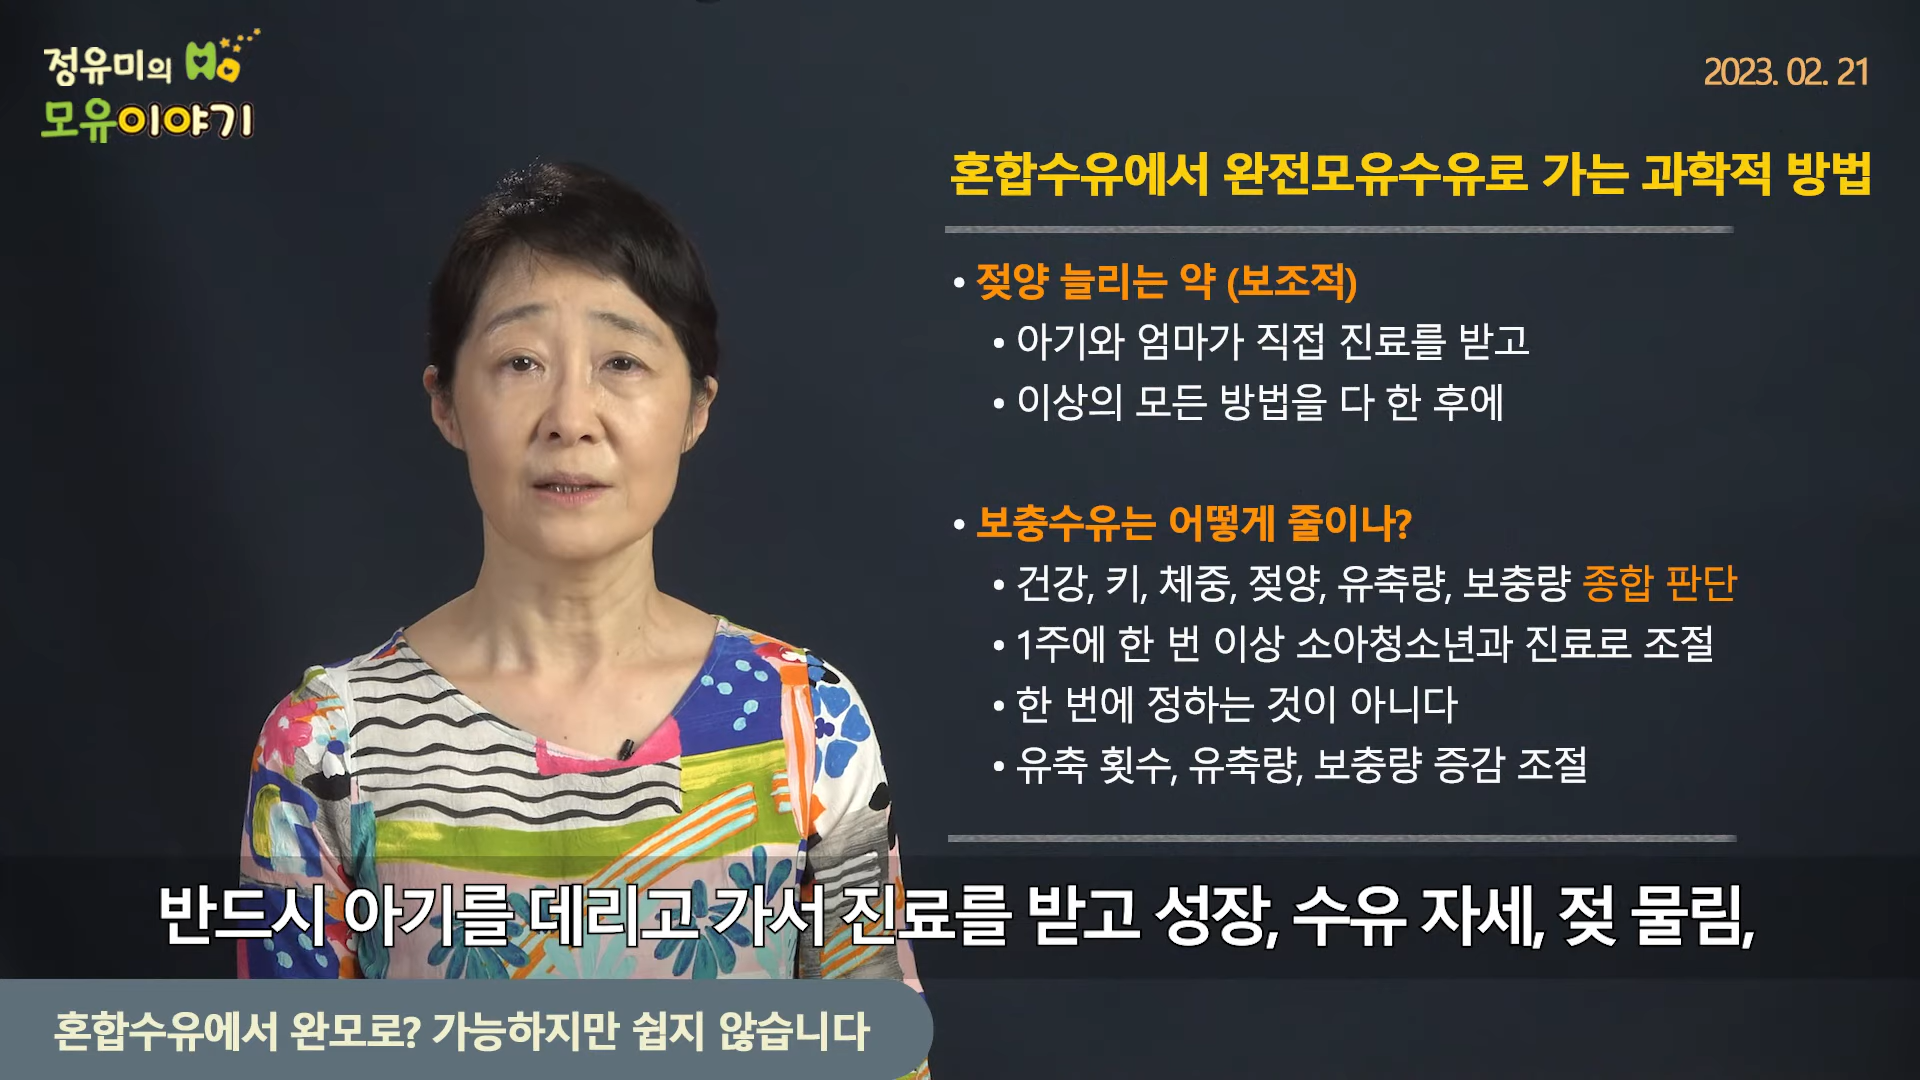 정유미의
모유이야기
2023. 02. 21
혼합수유에서 완전모유수유로 가는 과학적 방법
• 젖양 늘리는 약 (보조적)
• 아기와 엄마가 직접 진료를 받고
• 이상의 모든 방법을 다 한 후에
• 보충수유는 어떻게 줄이나?
• 건강, 키, 체중, 젖양, 유축량, 보충량 종합 판단
• 1주에 한 번 이상 소아청소년과 진료로 조절
• 한 번에 정하는 것이 아니다
• 유축 횟수, 유축량, 보충량 증감 조절
반드시 아기를 데리고 가서 진료를 받고 성장, 수유 자세, 젖 물림,
혼합수유에서 완모로? 가능하지만 쉽지 않습니다